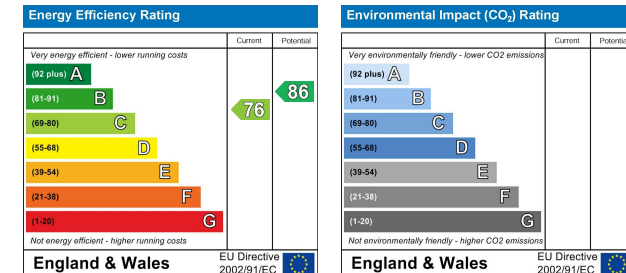 Energy Efficiency Rating
Current Potential
Very energy efficient - lower running costs
(92 plus) A
(81-91) B
(69-80) C
(55-68) D
(39-54) E
(21-38) F
(1-20) G
76
86
Not energy efficient - higher running costs
England & Wales
EU Directive
2002/91/EC
Environmental Impact (CO₂) Rating
Current Potential
Very environmentally friendly - lower CO2 emissions
(92 plus) A
(81-91) B
(69-80) C
(55-68) D
(39-54) E
(21-38) F
(1-20) G
Not environmentally friendly - higher CO2 emissions
England & Wales
EU Directive
2002/91/EC